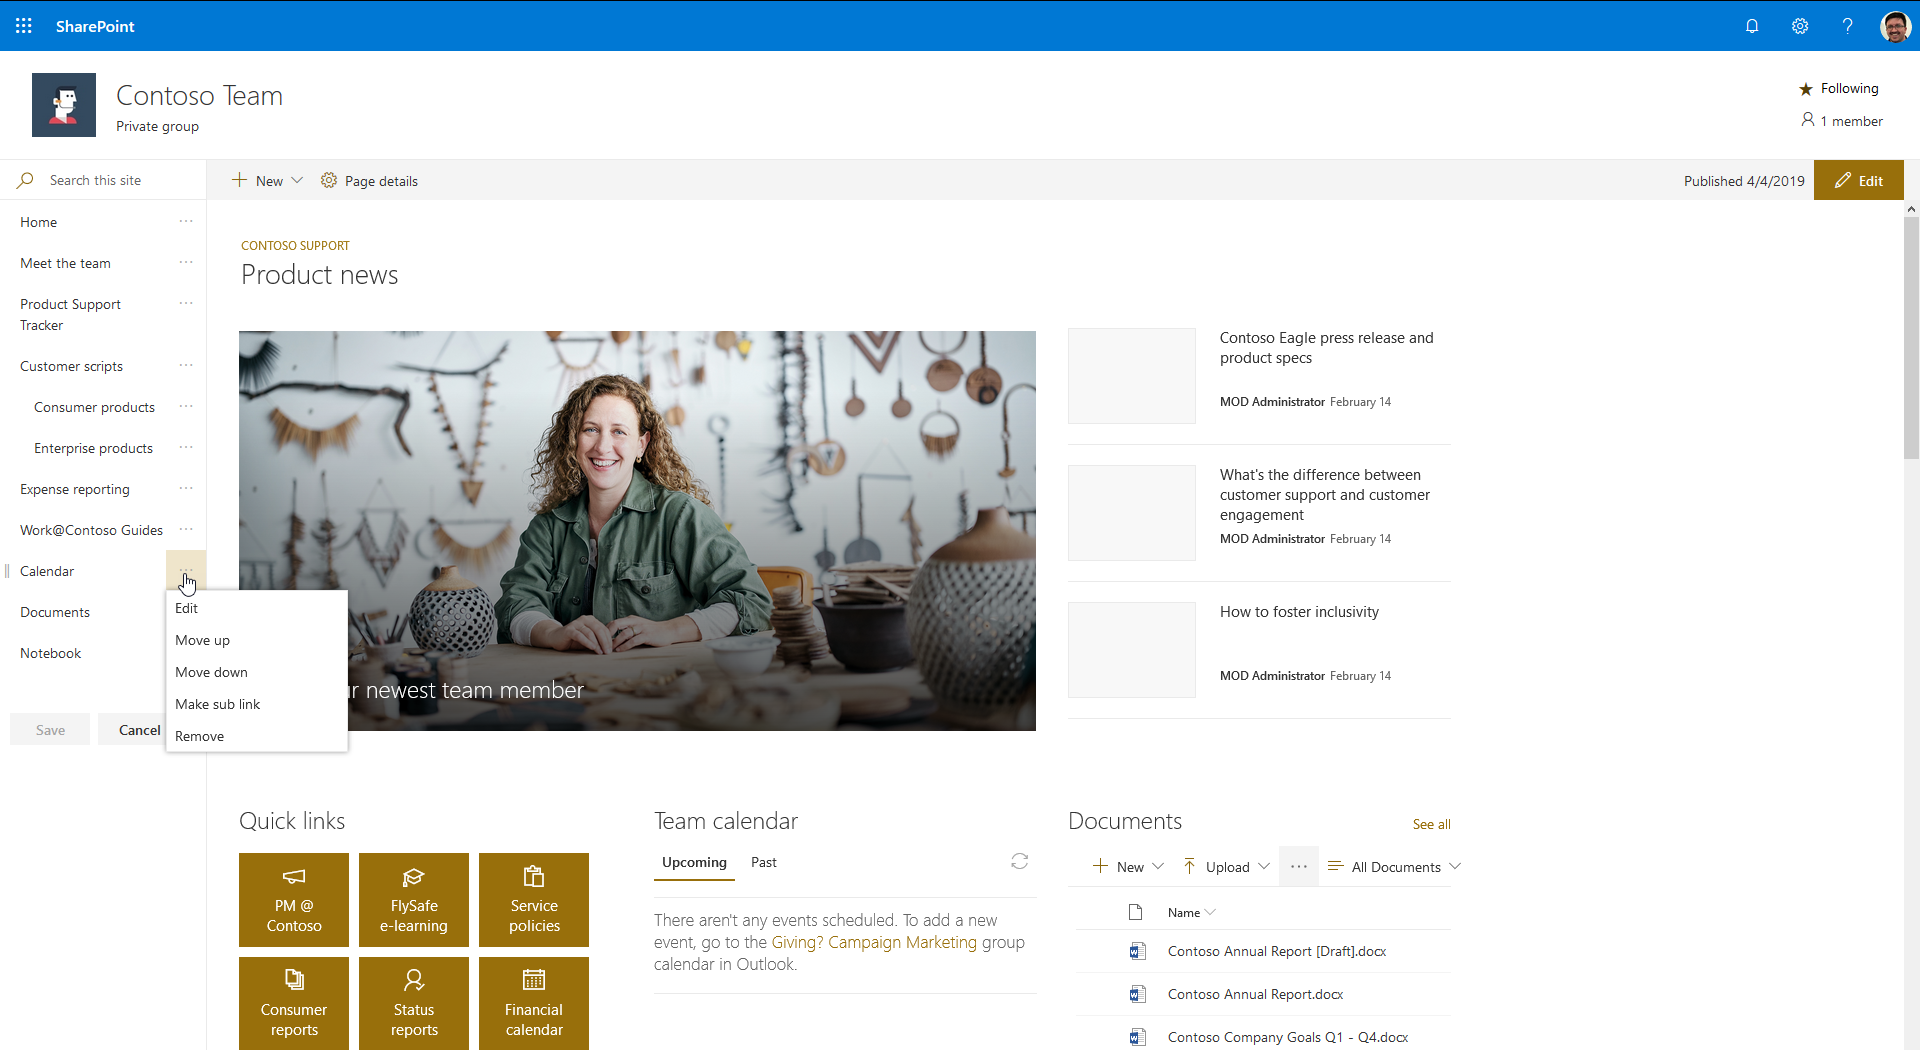 SharePoint
?
Contoso Team
Private group
Following
1 member
Search this site
New
Page details
Published 4/4/2019
Edit
Home
Meet the team
Product Support
Tracker
Customer scripts
Consumer products
Enterprise products
Expense reporting
Work@Contoso Guides
Calendar
Documents
Notebook
Save
Cancel
Edit
Move up
Move down
Make sub link
Remove
CONTOSO SUPPORT
Product news
newest team member
Contoso Eagle press release and
product specs
MOD Administrator February 14
What's the difference between
customer support and customer
engagement
MOD Administrator February 14
How to foster inclusivity
MOD Administrator February 14
Quick links
PM @
Contoso
FlySafe
e-learning
Service
policies
Consumer
reports
Status
reports
Financial
calendar
Team calendar
Upcoming
Past
There aren't any events scheduled. To add a new
event, go to the Giving? Campaign Marketing group
calendar in Outlook.
Documents
See all
New
Upload
All Documents
Name
Contoso Annual Report [Draft].docx
Contoso Annual Report.docx
Contoso Company Goals Q1 - Q4.docx